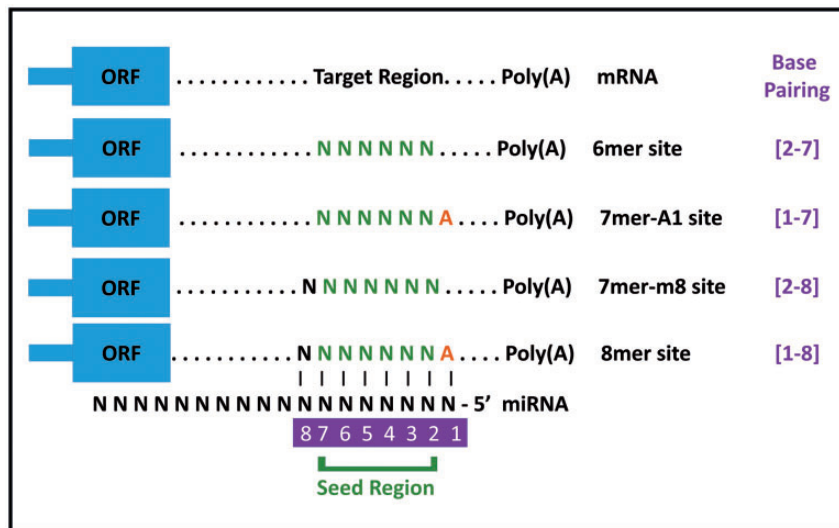 ORF ............ Target Region ..... Poly(A) mRNA Base Pairing
ORF ............ N N N N N N ..... Poly(A) 6mer site [2-7]
ORF ............ N N N N N N A .... Poly(A) 7mer-A1 site [1-7]
ORF ........... N N N N N N N ..... Poly(A) 7mer-m8 site [2-8]
ORF ........... N N N N N N N A .... Poly(A) 8mer site [1-8]
N N N N N N N N N N N N N N N N N N - 5’ miRNA
8 7 6 5 4 3 2 1
Seed Region